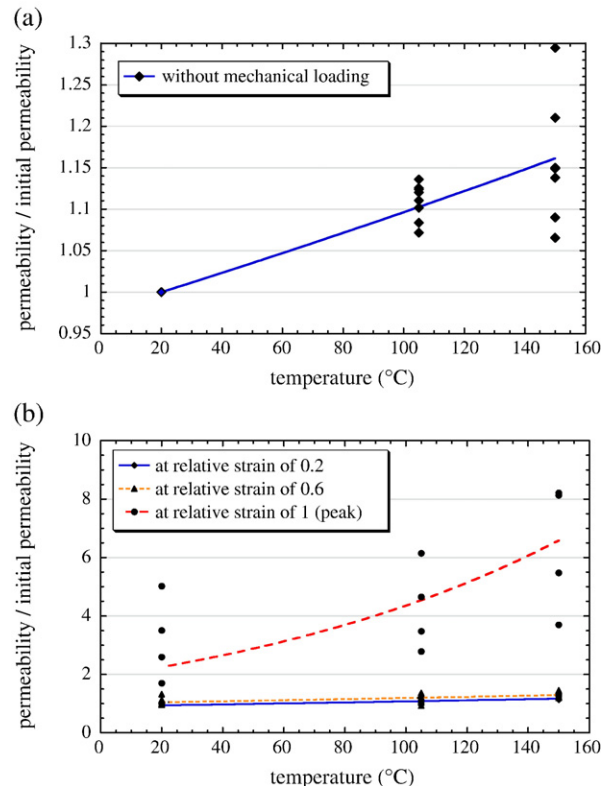 (a)
1.3
1.25
1.2
1.15
1.1
1.05
1
0.95
permeability / initial permeability
without mechanical loading
0 20 40 60 80 100 120 140 160
temperature (°C)
(b)
10
8
6
4
2
0
permeability / initial permeability
at relative strain of 0.2
at relative strain of 0.6
at relative strain of 1 (peak)
0 20 40 60 80 100 120 140 160
temperature (°C)